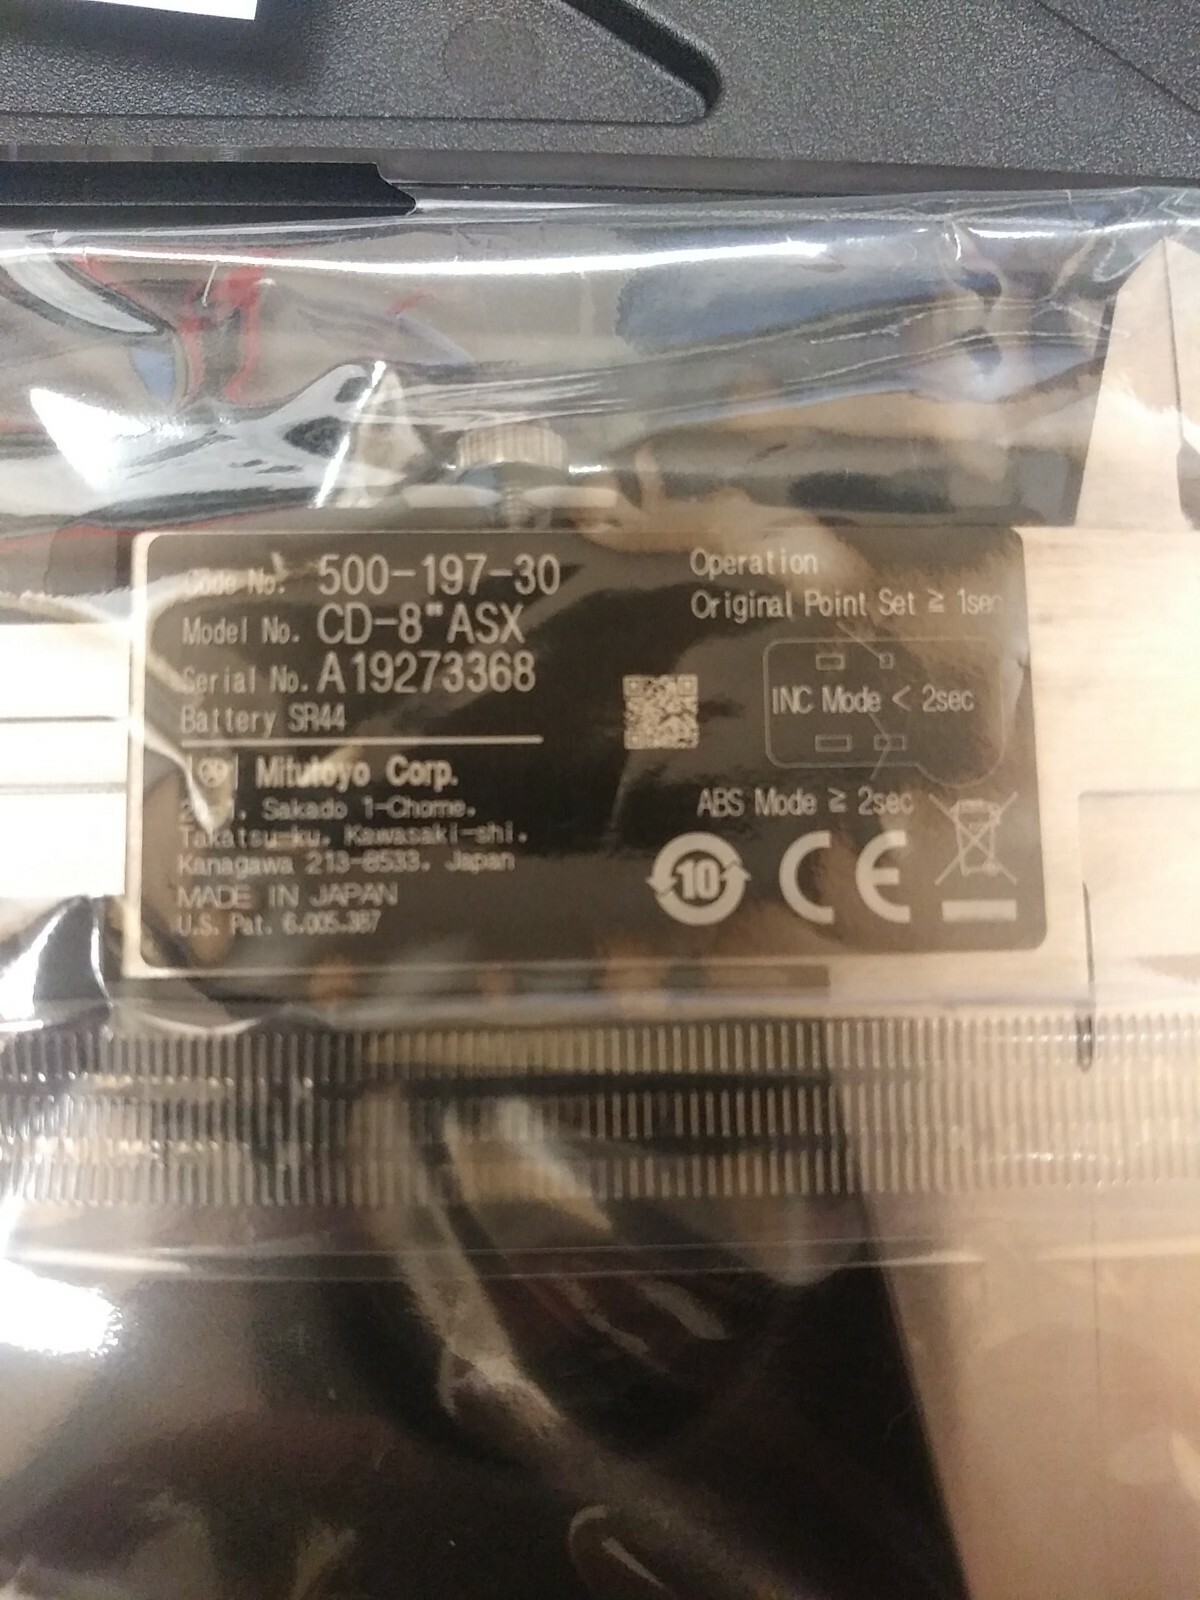 Code No. 500-197-30
Model No. CD-8"ASX
Serial No. A19273368
Battery SR44
Mitutoyo Corp.
Sakado 1-Chome,
Takatsu-ku, Kawasaki-shi,
Kanagawa 213-8533, Japan
MADE IN JAPAN
U.S. Pat. 6,005,387
Operation
Original Point Set ≥ 1sec
INC Mode < 2sec
ABS Mode ≥ 2sec
10 CE